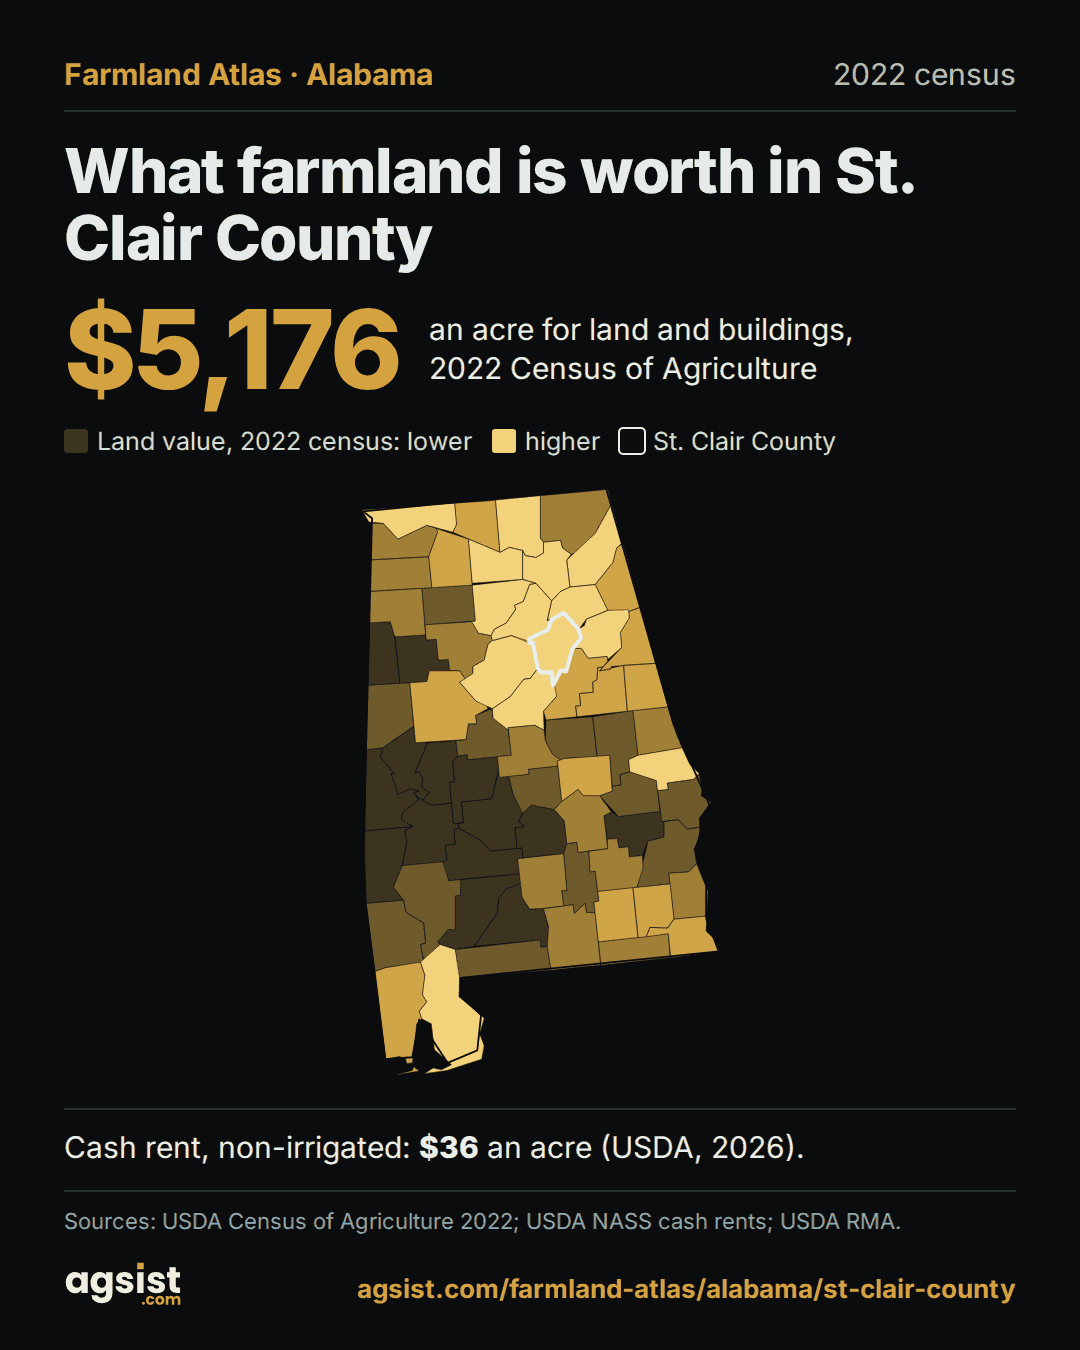 Farmland Atlas · Alabama
2022 census
What farmland is worth in St.
Clair County
$5,176
an acre for land and buildings,
2022 Census of Agriculture
Land value, 2022 census: lower
higher
St. Clair County
Cash rent, non-irrigated: $36 an acre (USDA, 2026).
Sources: USDA Census of Agriculture 2022; USDA NASS cash rents; USDA RMA.
agsist
.com
agsist.com/farmland-atlas/alabama/st-clair-county